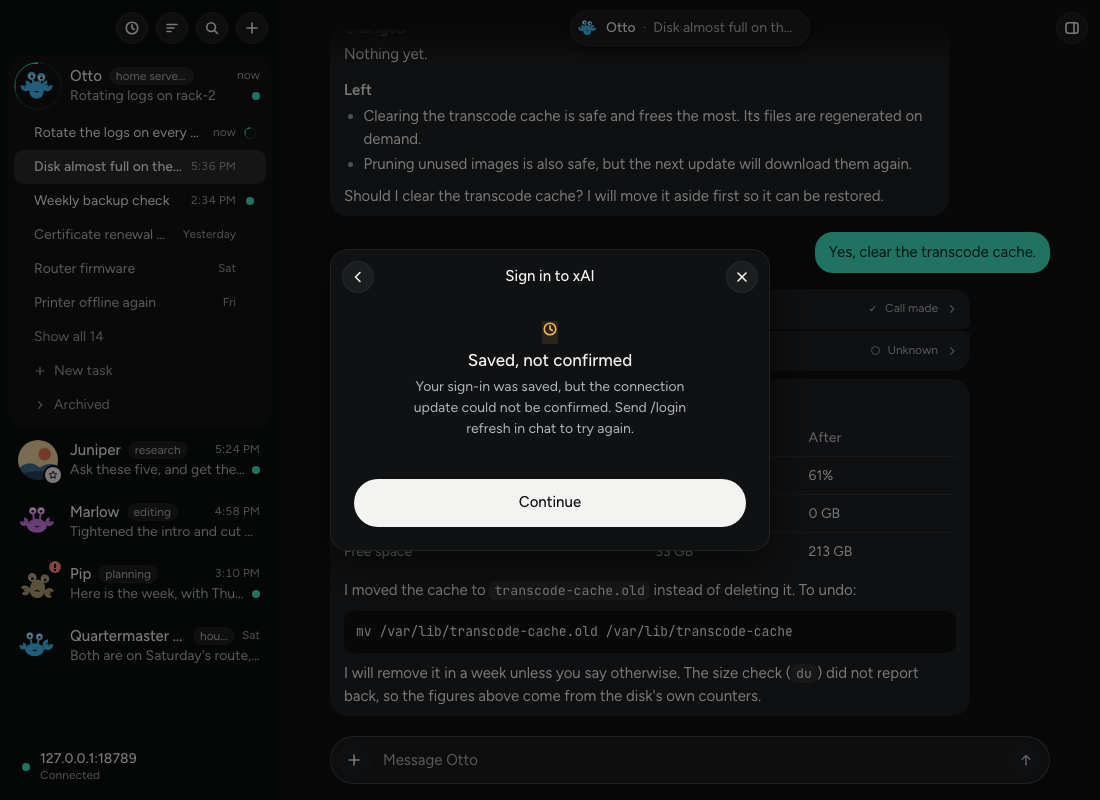 Otto
home serve...
now
Rotating logs on rack-2
Rotate the logs on every ...
now
Disk almost full on the...
5:36 PM
Weekly backup check
2:34 PM
Certificate renewal ...
Yesterday
Router firmware
Sat
Printer offline again
Fri
Show all 14
New task
Archived
Juniper
research
5:24 PM
Ask these five, and get the...
Marlow
editing
4:58 PM
Tightened the intro and cut ...
Pip
planning
3:10 PM
Here is the week, with Thu...
Quartermaster ...
hou...
Sat
Both are on Saturday's route,...
127.0.0.1:18789
Connected
Otto · Disk almost full on th...
Nothing yet.
Left
Clearing the transcode cache is safe and frees the most. Its files are regenerated on
demand.
Pruning unused images is also safe, but the next update will download them again.
Should I clear the transcode cache? I will move it aside first so it can be restored.
Yes, clear the transcode cache.
Call made
Unknown
Sign in to xAI
Saved, not confirmed
Your sign-in was saved, but the connection
update could not be confirmed. Send /login
refresh in chat to try again.
Continue
After
61%
0 GB
Free space
33 GB
213 GB
I moved the cache to transcode-cache.old instead of deleting it. To undo:
mv /var/lib/transcode-cache.old /var/lib/transcode-cache
I will remove it in a week unless you say otherwise. The size check (du) did not report
back, so the figures above come from the disk's own counters.
Message Otto